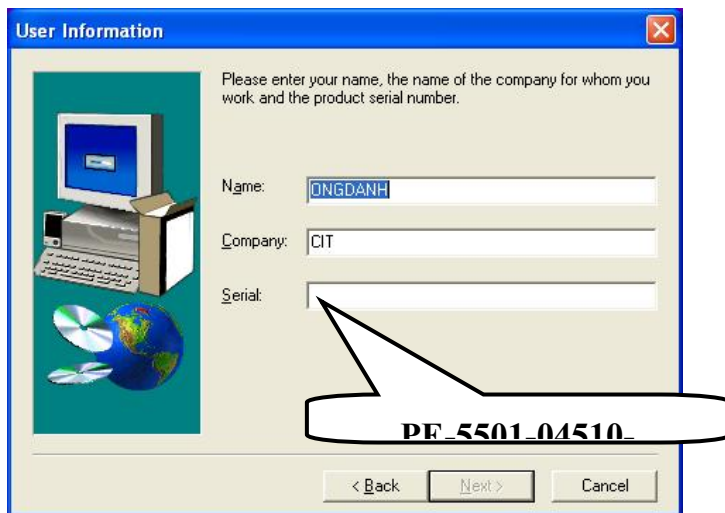 User Information
Please enter your name, the name of the company for whom you
work and the product serial number.
Name:
ONGDANH
Company:
CIT
Serial:
PF-5501-04510-
< Back
Next >
Cancel